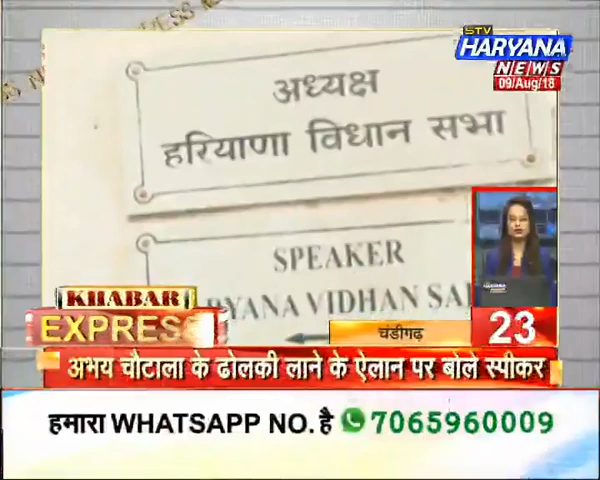 STV
HARYANA
NEWS
09/Aug/18
अध्यक्ष
हरियाणा विधान सभा
SPEAKER
RYANA VIDHAN SA
KHABAR
EXPRESS
चंडीगढ़
23
अभय चौटाला के ढोलकी लाने के ऐलान पर बोले स्पीकर
हमारा WHATSAPP NO. है 7065960009